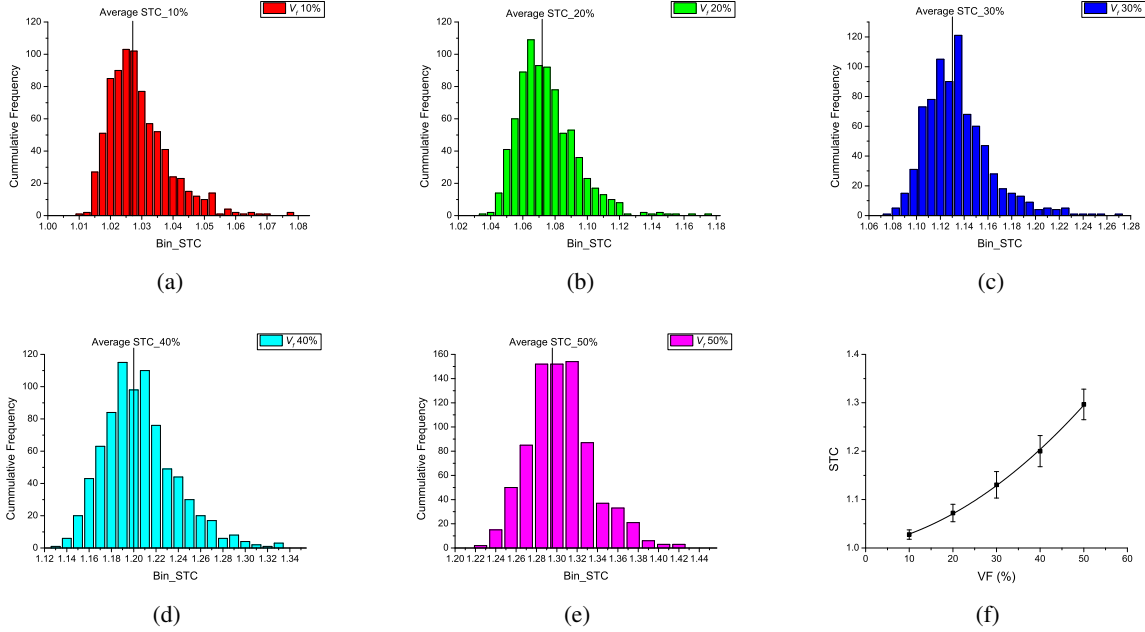 Average STC_10%
V_f 10%
Cummulative Frequency
120
100
80
60
40
20
0
1.00 1.01 1.02 1.03 1.04 1.05 1.06 1.07 1.08
Bin_STC
(a)
Average STC_20%
V_f 20%
Cummulative Frequency
120
100
80
60
40
20
0
1.02 1.04 1.06 1.08 1.10 1.12 1.14 1.16 1.18
Bin_STC
(b)
Average STC_30%
V_f 30%
Cummulative Frequency
120
100
80
60
40
20
0
1.06 1.08 1.10 1.12 1.14 1.16 1.18 1.20 1.22 1.24 1.26 1.28
Bin_STC
(c)
Average STC_40%
V_f 40%
Cummulative Frequency
120
100
80
60
40
20
0
1.12 1.14 1.16 1.18 1.20 1.22 1.24 1.26 1.28 1.30 1.32 1.34
Bin_STC
(d)
Average STC_50%
V_f 50%
Cummulative Frequency
160
140
120
100
80
60
40
20
0
1.20 1.22 1.24 1.26 1.28 1.30 1.32 1.34 1.36 1.38 1.40 1.42 1.44
Bin_STC
(e)
STC
1.4
1.3
1.2
1.1
1.0
0 10 20 30 40 50 60
VF (%)
(f)